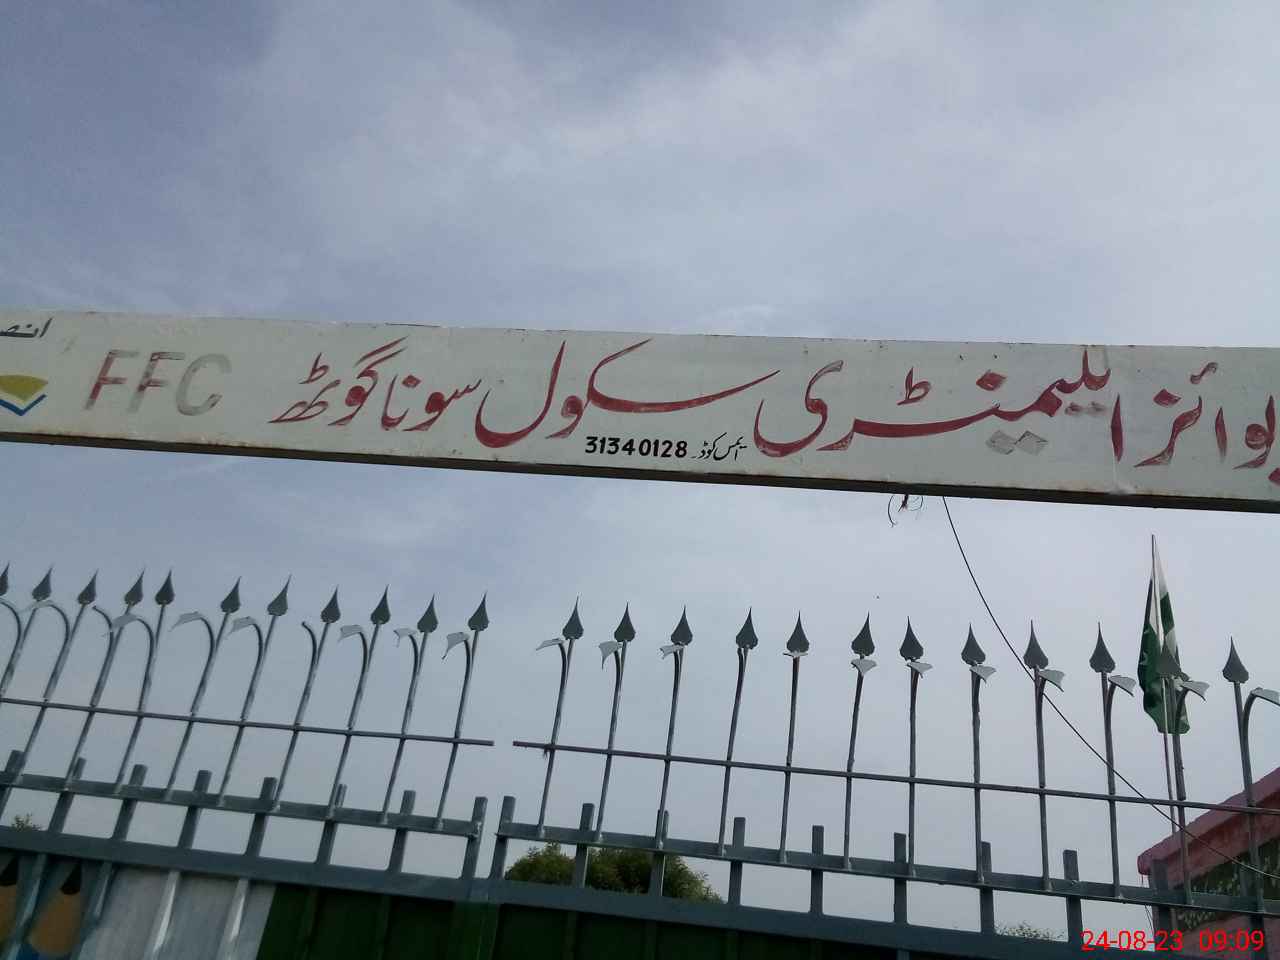 بوائز ایلیمنٹری سکول سونا گوٹھ FFC
ایمس کوڈ۔ 31340128
24-08-23 09:09